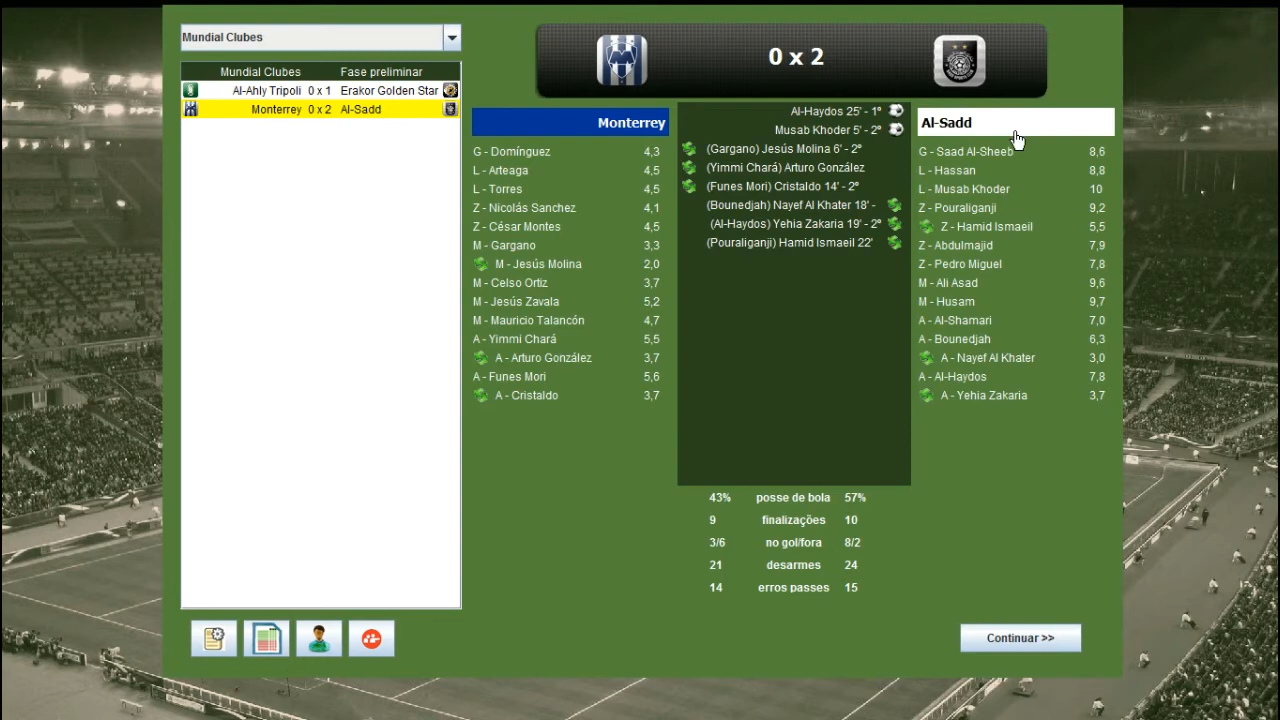 Mundial Clubes
Mundial Clubes Fase preliminar
Al-Ahly Tripoli 0 x 1 Erakor Golden Star
Monterrey 0 x 2 Al-Sadd
0 x 2
Monterrey
G - Domínguez 4,3
L - Arteaga 4,5
L - Torres 4,5
Z - Nicolás Sanchez 4,1
Z - César Montes 4,5
M - Gargano 3,3
M - Jesús Molina 2,0
M - Celso Ortiz 3,7
M - Jesús Zavala 5,2
M - Mauricio Talancón 4,7
A - Yimmi Chará 5,5
A - Arturo González 3,7
A - Funes Mori 5,6
A - Cristaldo 3,7
Al-Haydos 25' - 1º
Musab Khoder 5' - 2º
(Gargano) Jesús Molina 6' - 2º
(Yimmi Chará) Arturo González
(Funes Mori) Cristaldo 14' - 2º
(Bounedjah) Nayef Al Khater 18' -
(Al-Haydos) Yehia Zakaria 19' - 2º
(Pouraliganji) Hamid Ismaeil 22'
43% posse de bola 57%
9 finalizações 10
3/6 no gol/fora 8/2
21 desarmes 24
14 erros passes 15
Al-Sadd
G - Saad Al-Sheeb 8,6
L - Hassan 8,8
L - Musab Khoder 10
Z - Pouraliganji 9,2
Z - Hamid Ismaeil 5,5
Z - Abdulmajid 7,9
Z - Pedro Miguel 7,8
M - Ali Asad 9,6
M - Husam 9,7
A - Al-Shamari 7,0
A - Bounedjah 6,3
A - Nayef Al Khater 3,0
A - Al-Haydos 7,8
A - Yehia Zakaria 3,7
Continuar >>